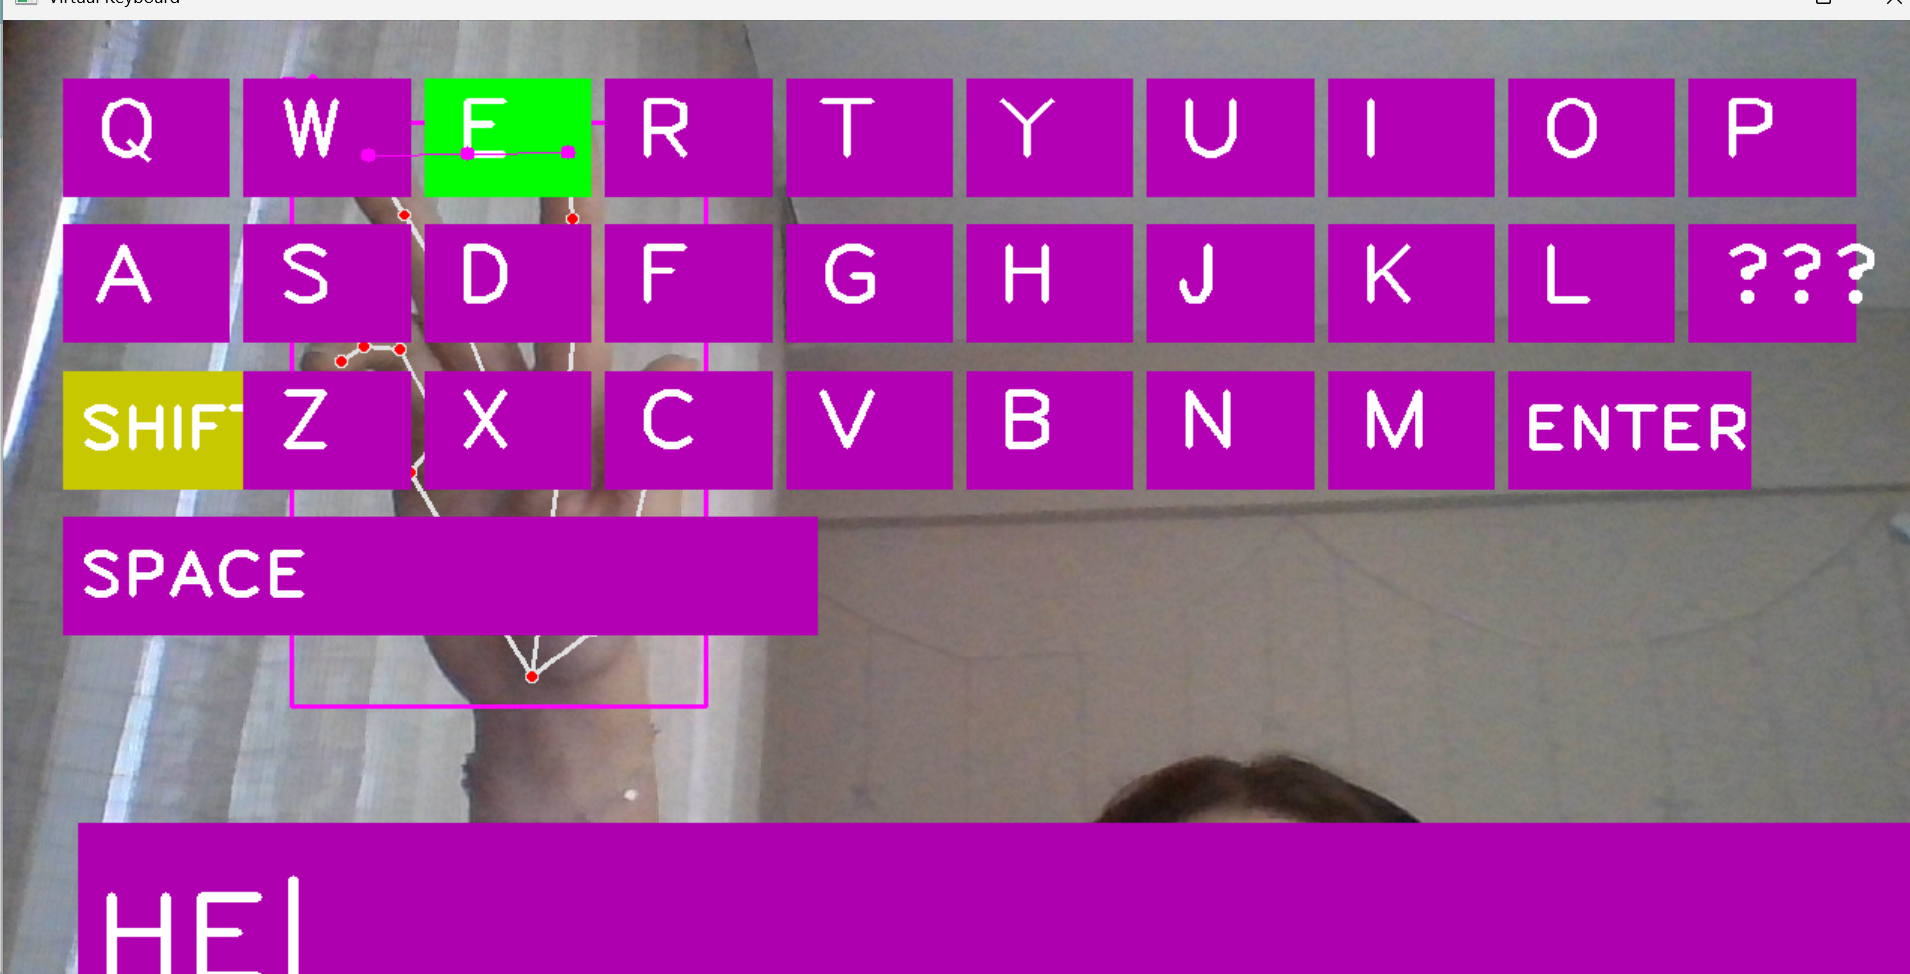 Virtual Keyboard
Q W E R T Y U I O P
A S D F G H J K L ???
SHIFT Z X C V B N M ENTER
SPACE
HE|